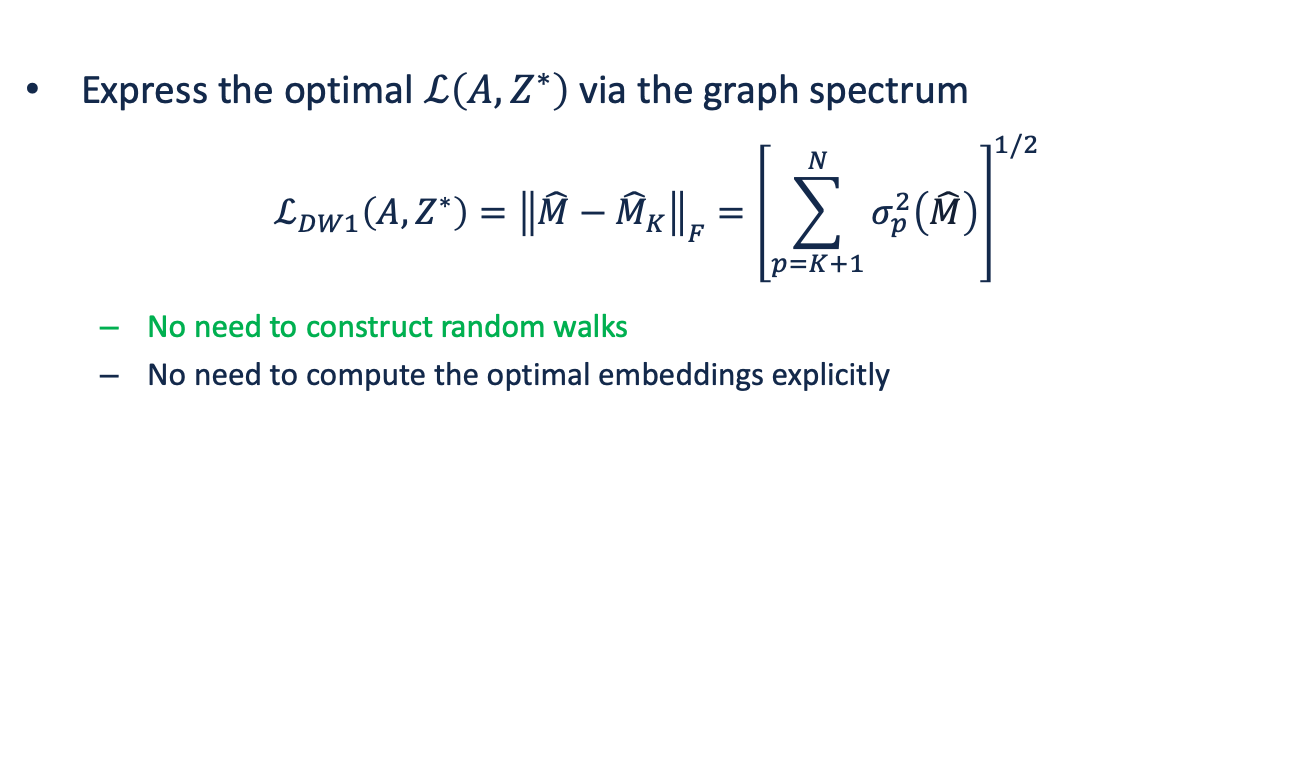 • Express the optimal ℒ(A, Z*) via the graph spectrum
ℒ_{DW1}(A, Z*) = ‖M̂ − M̂_K‖_F = [∑_{p=K+1}^{N} σ_p^2(M̂)]^{1/2}
– No need to construct random walks
– No need to compute the optimal embeddings explicitly